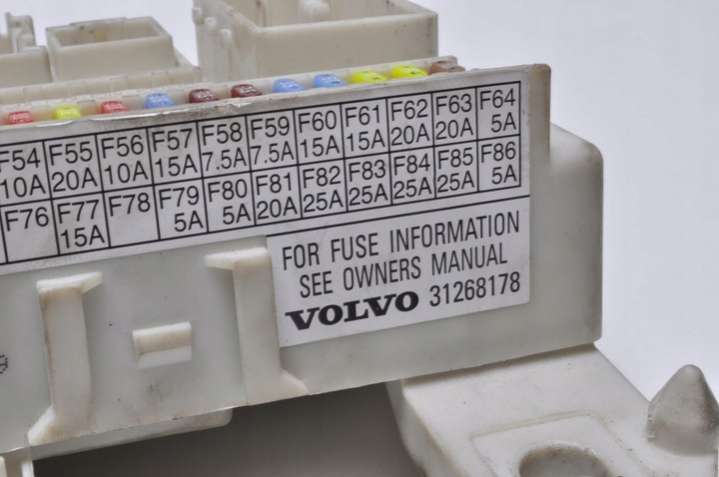 F54 F55 F56 F57 F58 F59 F60 F61 F62 F63 F64
10A 20A 10A 15A 7.5A 7.5A 15A 15A 20A 20A 5A
F76 F77 F78 F79 F80 F81 F82 F83 F84 F85 F86
15A 5A 5A 20A 25A 25A 25A 25A 5A
FOR FUSE INFORMATION
SEE OWNERS MANUAL
VOLVO 31268178